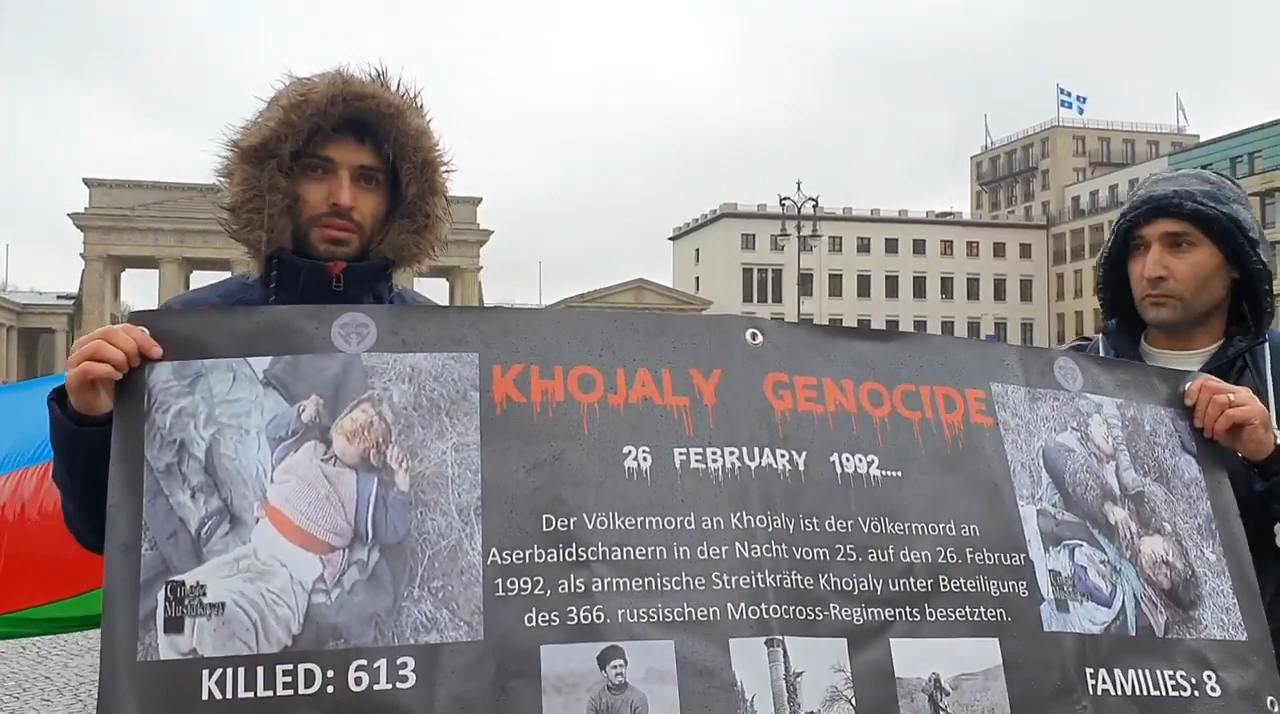 KHOJALY GENOCIDE
26 FEBRUARY 1992....
Der Völkermord an Khojaly ist der Völkermord an
Aserbaidschanern in der Nacht vom 25. auf den 26. Februar
1992, als armenische Streitkräfte Khojaly unter Beteiligung
des 366. russischen Motocross-Regiments besetzten.
KILLED: 613
FAMILIES: 8